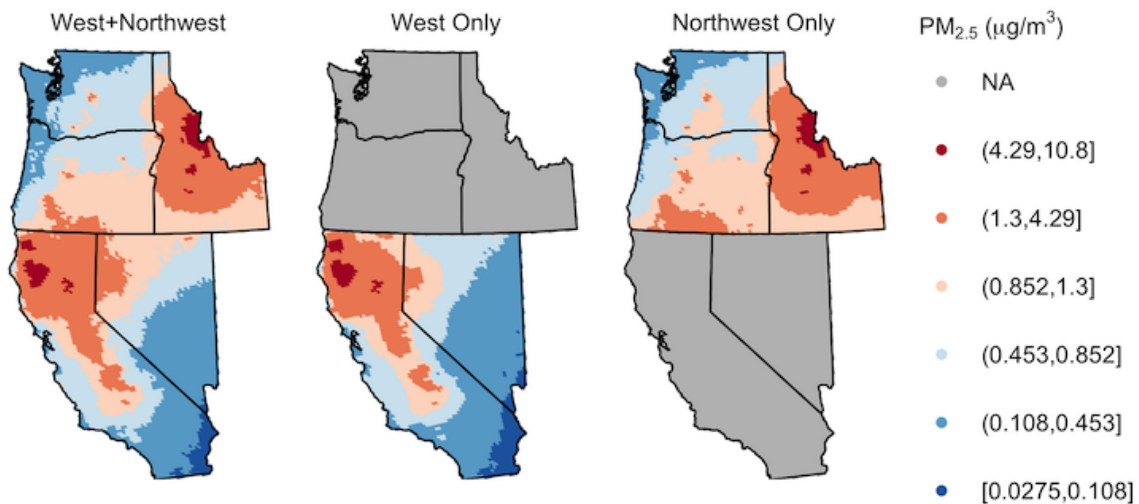 West+Northwest
West Only
Northwest Only
PM2.5 (μg/m3)
NA
(4.29,10.8]
(1.3,4.29]
(0.852,1.3]
(0.453,0.852]
(0.108,0.453]
[0.0275,0.108]